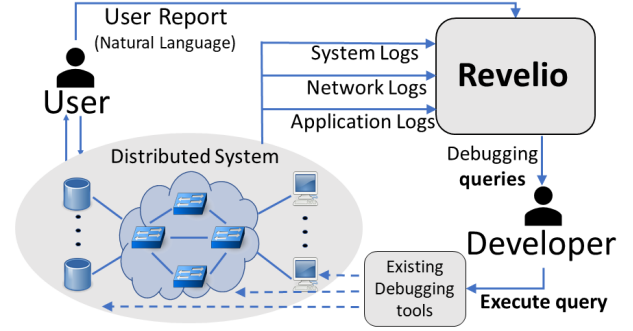 User Report
(Natural Language)
System Logs
Network Logs
Application Logs
Revelio
User
Distributed System
Debugging
queries
Developer
Existing
Debugging
tools
Execute query